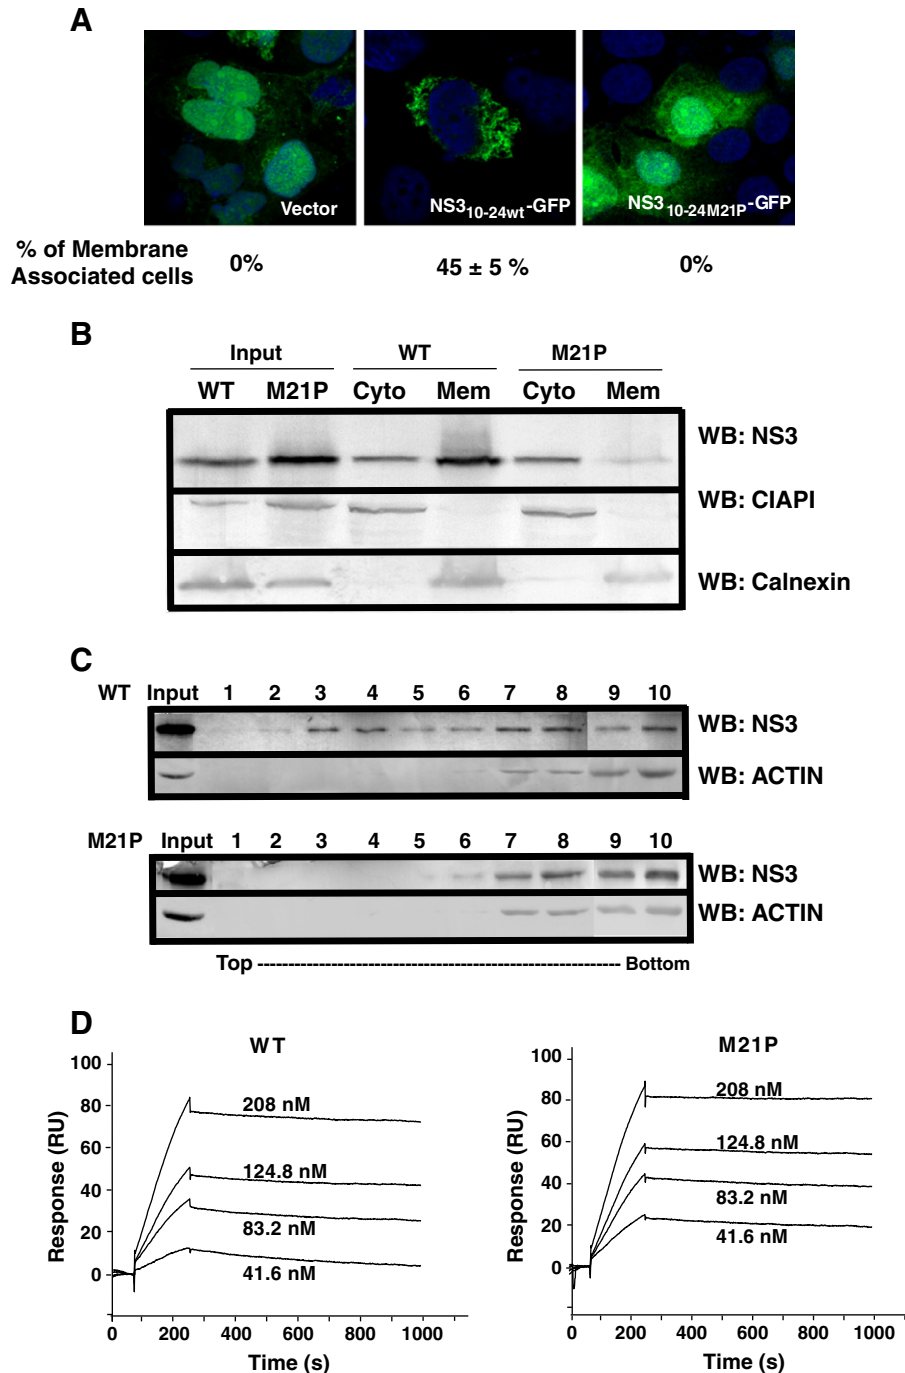 A
Vector
NS3 10-24wt-GFP
NS3 10-24M21P-GFP
% of Membrane
Associated cells
0%
45 ± 5 %
0%
B
Input WT M21P
WT M21P Cyto Mem Cyto Mem
WB: NS3
WB: CIAPI
WB: Calnexin
C
WT Input 1 2 3 4 5 6 7 8 9 10
WB: NS3
WB: ACTIN
M21P Input 1 2 3 4 5 6 7 8 9 10
WB: NS3
WB: ACTIN
Top ------------------------------------------------------------- Bottom
D
WT
Response (RU)
100
80
60
40
20
0
208 nM
124.8 nM
83.2 nM
41.6 nM
0 200 400 600 800 1000
Time (s)
M21P
Response (RU)
100
80
60
40
20
0
208 nM
124.8 nM
83.2 nM
41.6 nM
0 200 400 600 800 1000
Time (s)